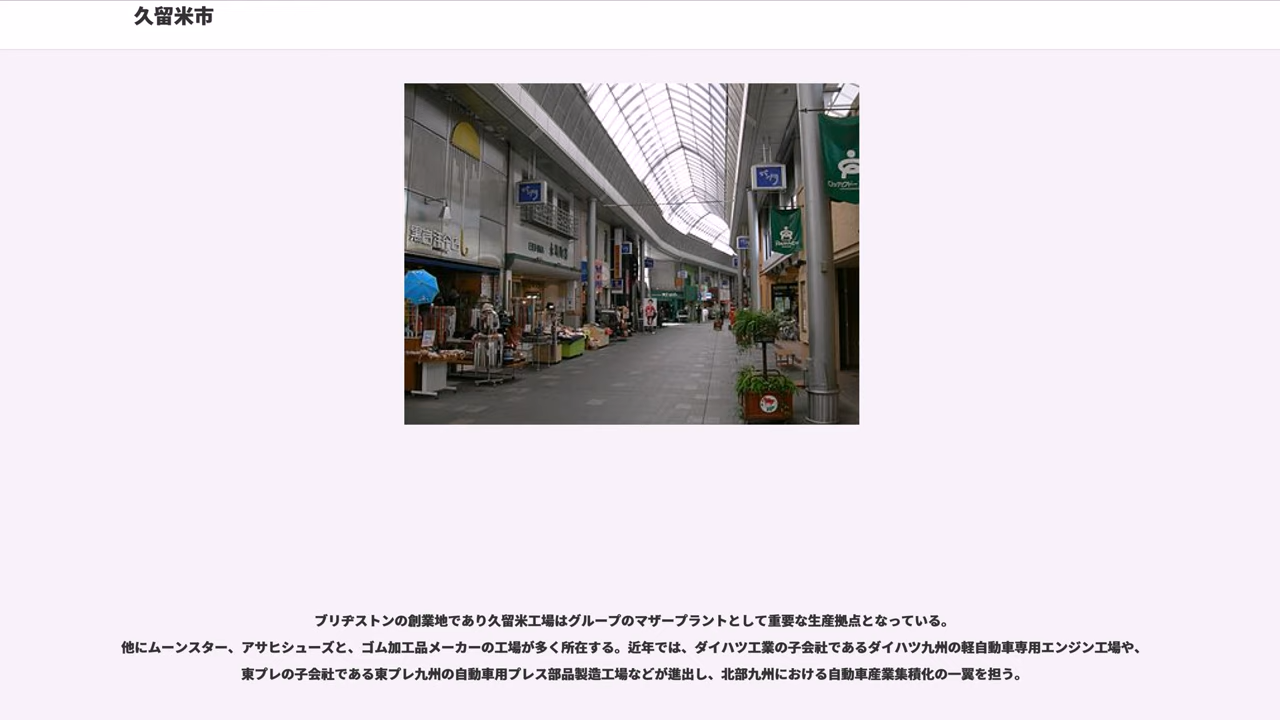 久留米市
ブリヂストンの創業地であり久留米工場はグループのマザープラントとして重要な生産拠点となっている。
他にムーンスター、アサヒシューズと、ゴム加工品メーカーの工場が多く所在する。近年では、ダイハツ工業の子会社であるダイハツ九州の軽自動車専用エンジン工場や、
東プレの子会社である東プレ九州の自動車用プレス部品製造工場などが進出し、北部九州における自動車産業集積化の一翼を担う。